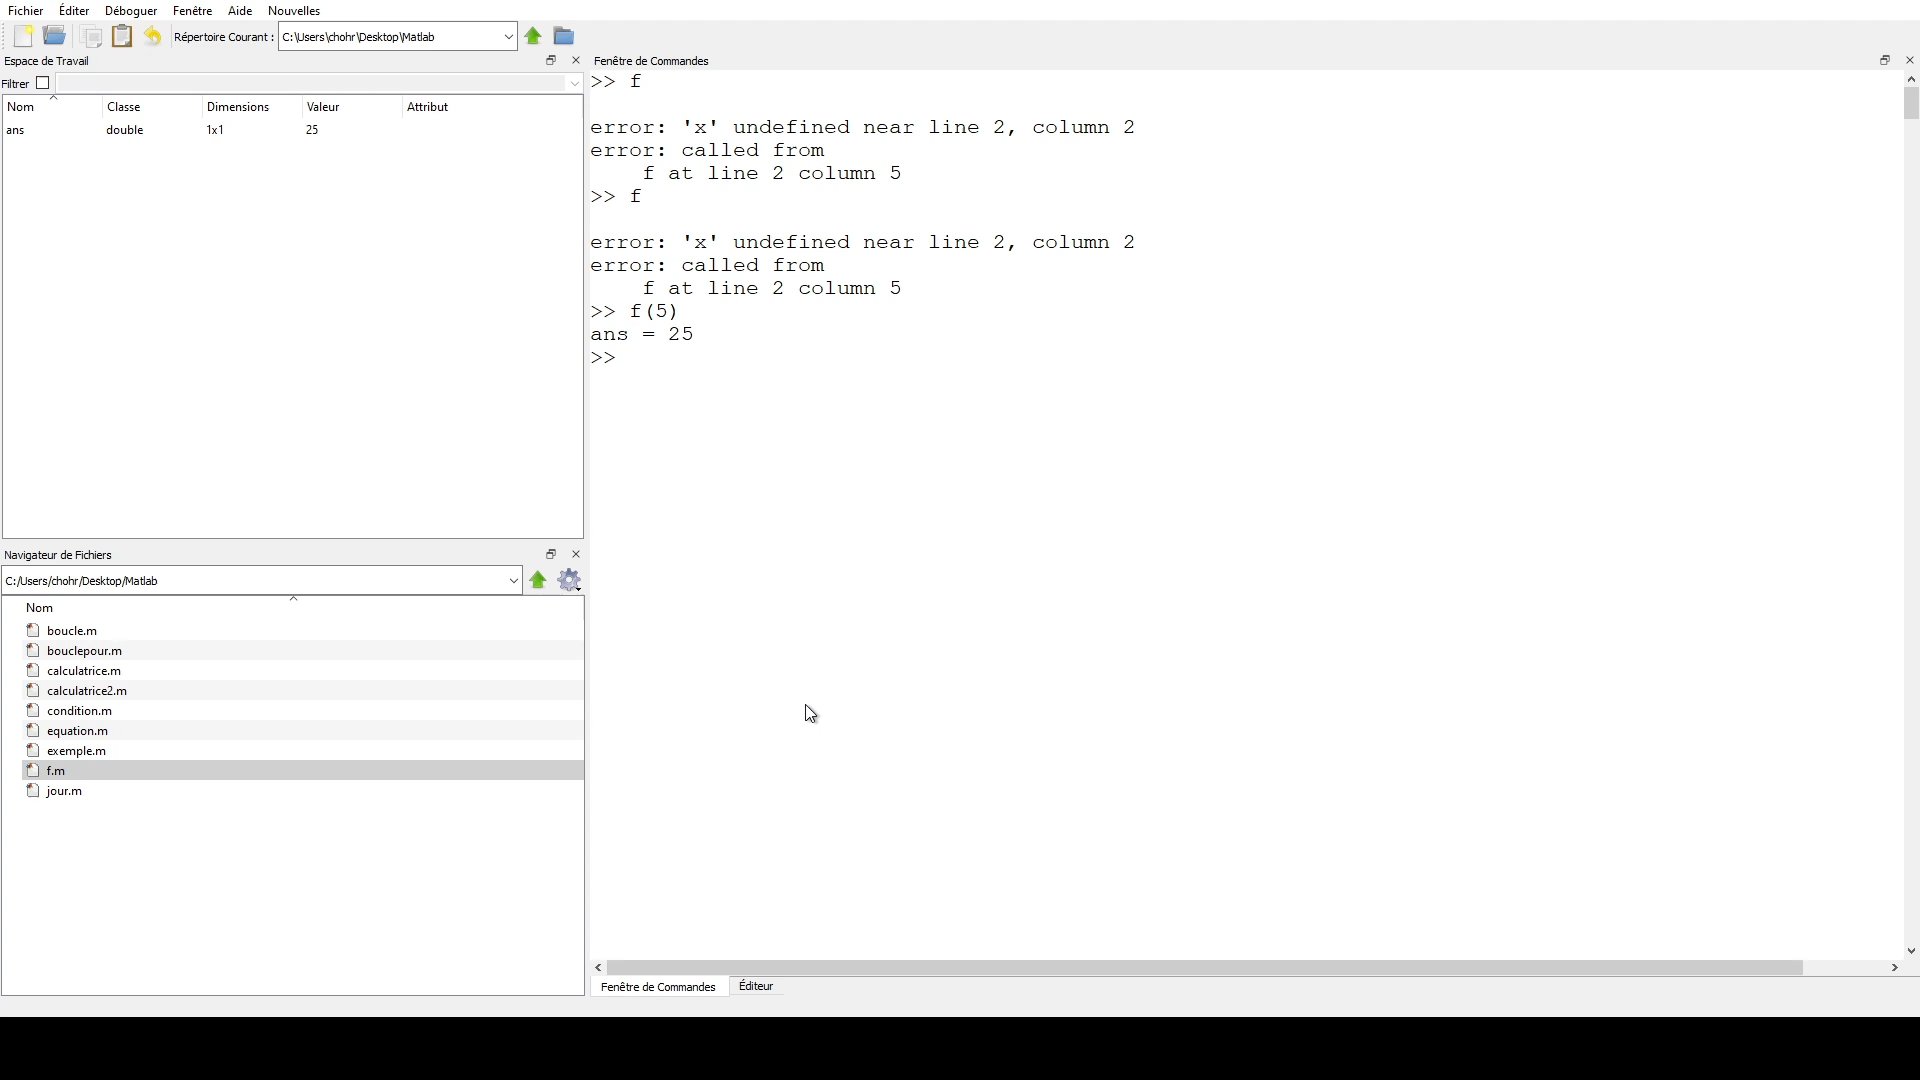 Fichier Éditer Déboguer Fenêtre Aide Nouvelles
Répertoire Courant : C:\Users\chohr\Desktop\Matlab
Espace de Travail
Filtrer
Nom Classe Dimensions Valeur Attribut
ans double 1x1 25
Navigateur de Fichiers
C:/Users/chohr/Desktop/Matlab
Nom
boucle.m
bouclepour.m
calculatrice.m
calculatrice2.m
condition.m
equation.m
exemple.m
f.m
jour.m
Fenêtre de Commandes
>> f
error: 'x' undefined near line 2, column 2
error: called from
f at line 2 column 5
>> f
error: 'x' undefined near line 2, column 2
error: called from
f at line 2 column 5
>> f(5)
ans = 25
>>
Fenêtre de Commandes Éditeur